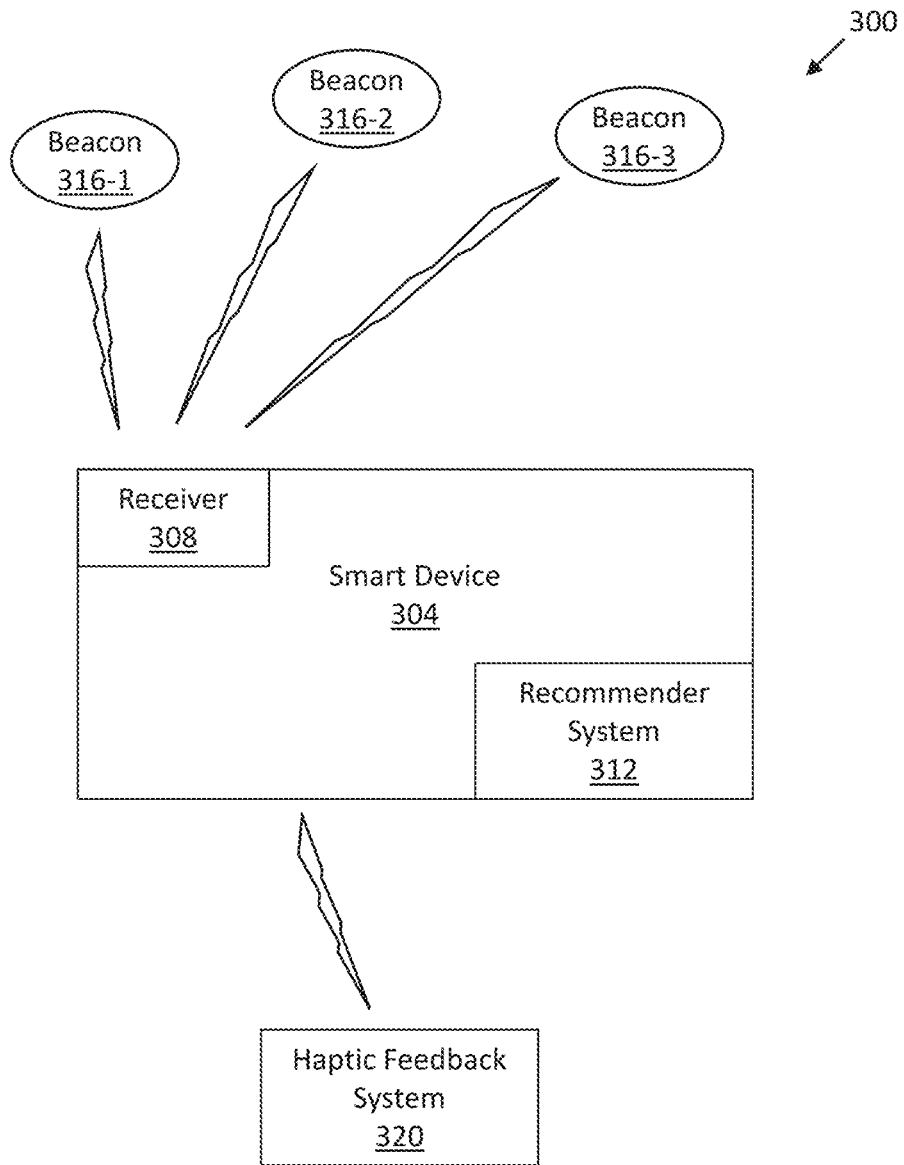 300
Beacon
316-1
Beacon
316-2
Beacon
316-3
Receiver
308
Smart Device
304
Recommender
System
312
Haptic Feedback
System
320